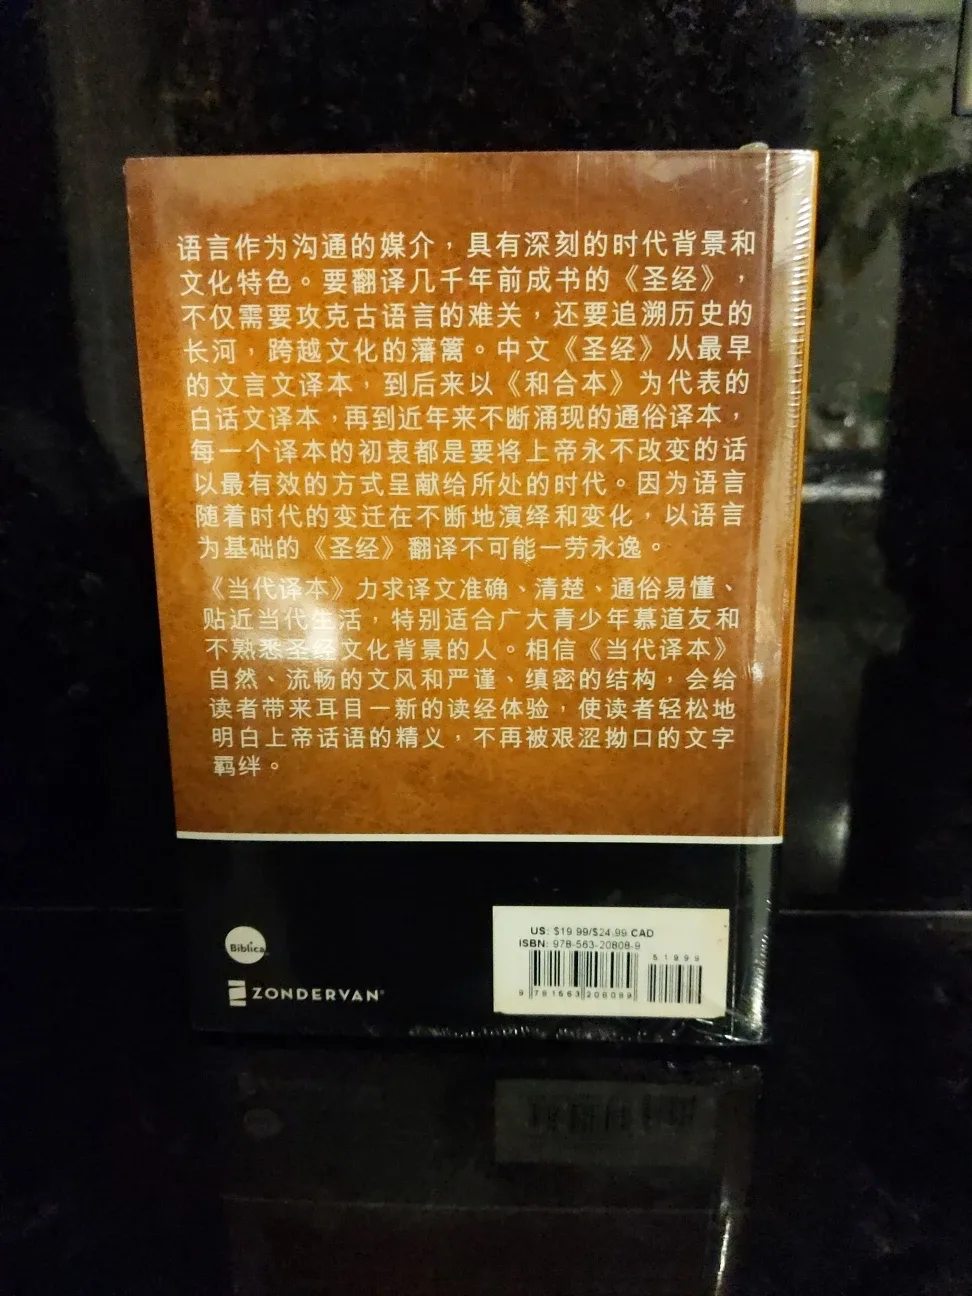 语言作为沟通的媒介，具有深刻的时代背景和
文化特色。要翻译几千年前成书的《圣经》，
不仅需要攻克古语言的难关，还要追溯历史的
长河，跨越文化的藩篱。中文《圣经》从最早
的文言文译本，到后来以《和合本》为代表的
白话文译本，再到近年来不断涌现的通俗译本，
每一个译本的初衷都是要将上帝永不改变的话
以最有效的方式呈献给所处的时代。因为语言
随着时代的变迁在不断地演绎和变化，以语言
为基础的《圣经》翻译不可能一劳永逸。
《当代译本》力求译文准确、清楚、通俗易懂、
贴近当代生活，特别适合广大青少年慕道友和
不熟悉圣经文化背景的人。相信《当代译本》
自然、流畅的文风和严谨、缜密的结构，会给
读者带来耳目一新的读经体验，使读者轻松地
明白上帝话语的精义，不再被艰涩拗口的文字
羁绊。
Biblica
ZONDERVAN®
US: $19.99/$24.99 CAD
ISBN: 978-563-20808-9
51999
9 781563 208089